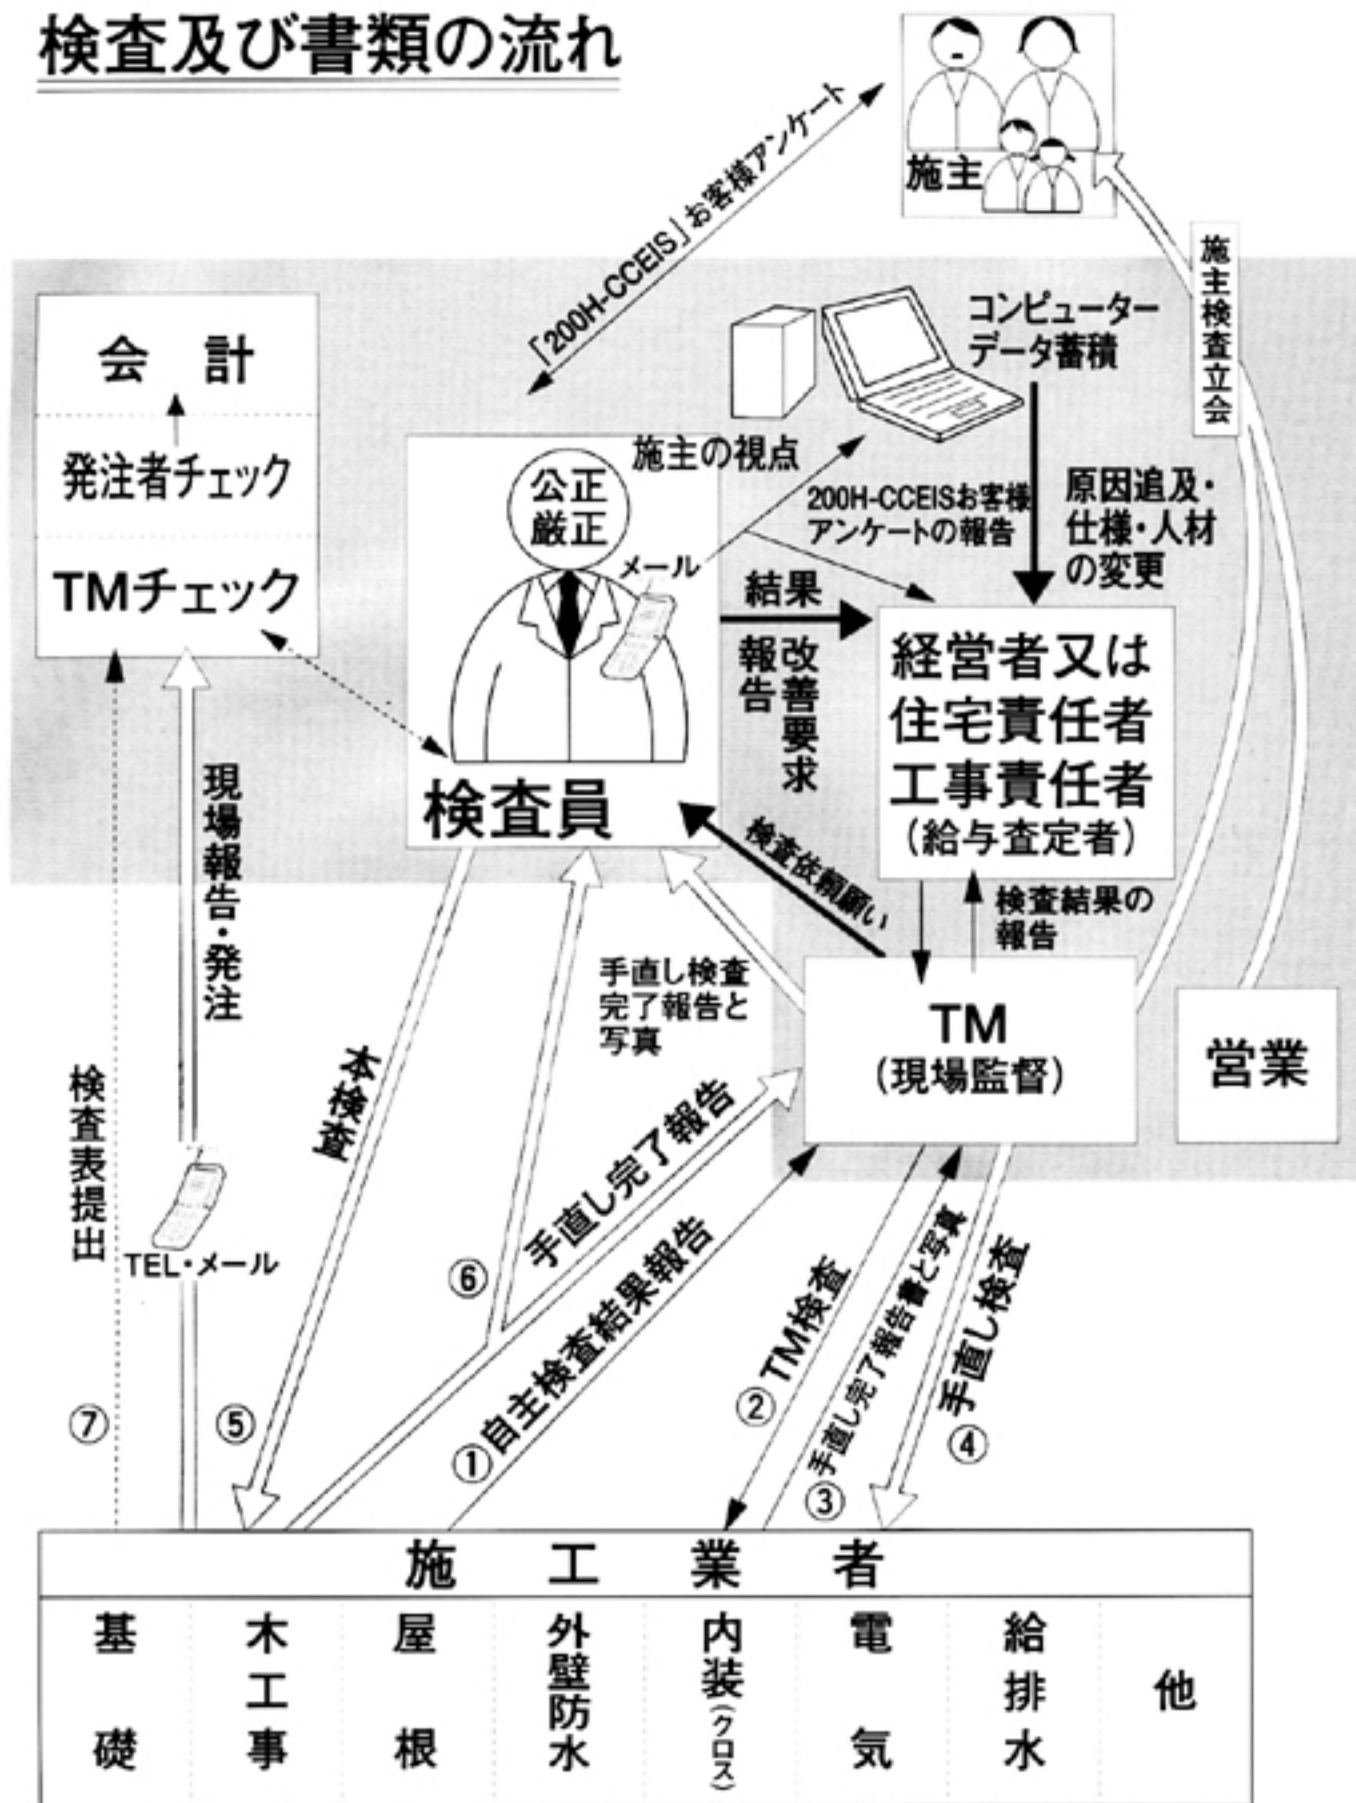 検査及び書類の流れ
施主
「200H-CCEIS」お客様アンケート
施主検査立会
会 計
発注者チェック
TMチェック
コンピューター
データ蓄積
施主の視点
公正
厳正
メール
200H-CCEISお客様
アンケートの報告
原因追及・
仕様・人材
の変更
結果
報告
改善要求
経営者又は
住宅責任者
工事責任者
(給与査定者)
検査員
検査依頼願い
検査結果の
報告
現場報告・発注
手直し検査
完了報告と
写真
TM
(現場監督)
営業
本検査
検査表提出
TEL・メール
手直し完了報告
⑥
①自主検査結果報告
②TM検査
③手直し完了報告書と写真
手直し検査
④
⑤
⑦
施工業者
基礎
木工事
屋根
外壁防水
内装(クロス)
電気
給排水
他